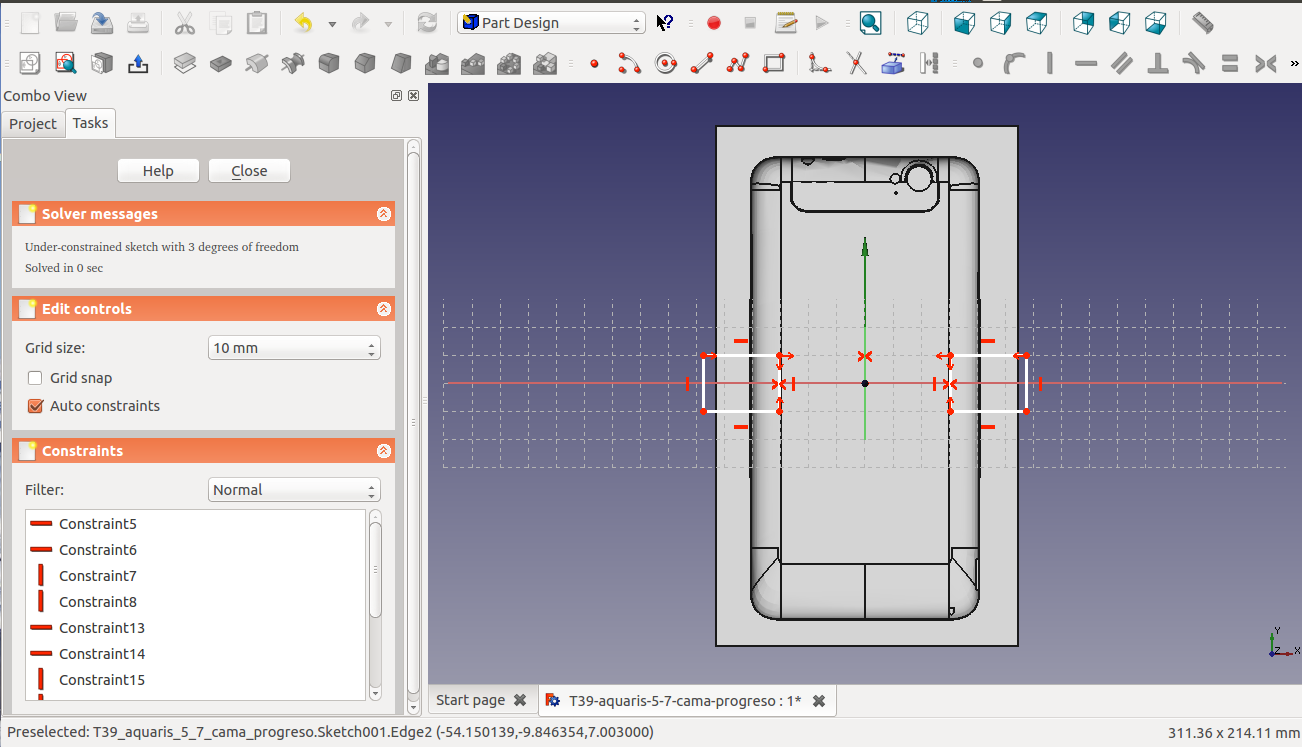 Part Design
Combo View
Project
Tasks
Help
Close
Solver messages
Under-constrained sketch with 3 degrees of freedom
Solved in 0 sec
Edit controls
Grid size:
10 mm
Grid snap
Auto constraints
Constraints
Filter:
Normal
Constraint5
Constraint6
Constraint7
Constraint8
Constraint13
Constraint14
Constraint15
Y
Z
X
Start page
T39-aquaris-5-7-cama-progreso : 1*
Preselected: T39_aquaris_5_7_cama_progreso.Sketch001.Edge2 (-54.150139,-9.846354,7.003000)
311.36 x 214.11 mm